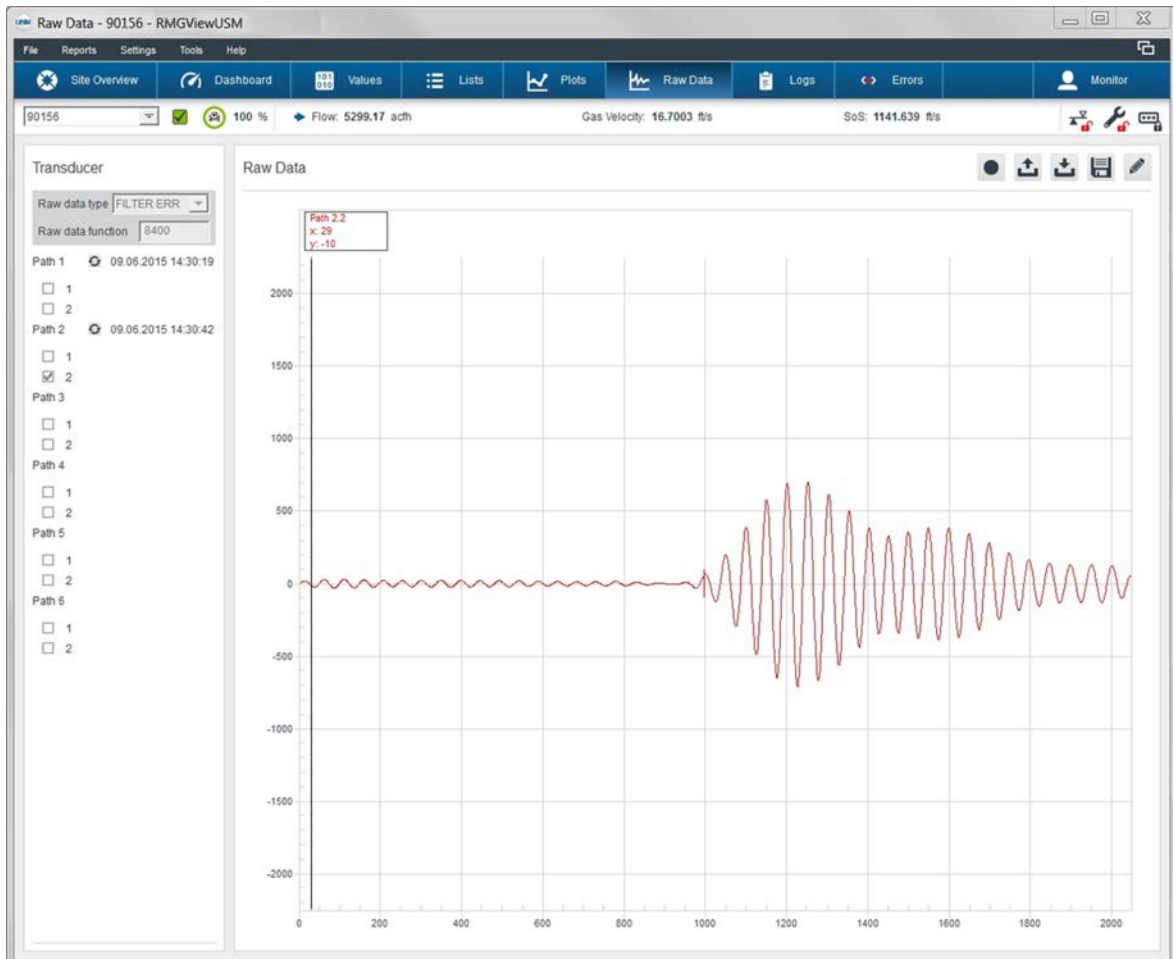 Raw Data - 90156 - RMGViewUSM
File Reports Settings Tools Help
Site Overview Dashboard 101 010 Values Lists Plots Raw Data Logs Errors Monitor
90156 100 % Flow: 5299.17 acfh Gas Velocity: 16.7003 ft/s SoS: 1141.639 ft/s
Transducer
Raw data type FILTER ERR
Raw data function 8400
Path 1 09.06.2015 14:30:19
1
2
Path 2 09.06.2015 14:30:42
1
2
Path 3
1
2
Path 4
1
2
Path 5
1
2
Path 6
1
2
Raw Data
Path 2.2
x: 29
y: -10
2000
1500
1000
500
0
-500
-1000
-1500
-2000
0 200 400 600 800 1000 1200 1400 1600 1800 2000